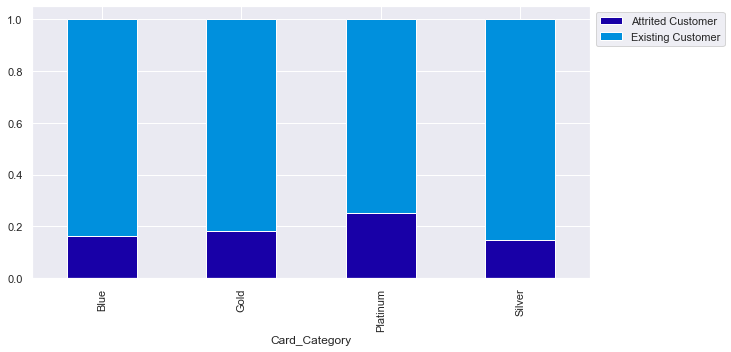 1.0
0.8
0.6
0.4
0.2
0.0
Blue
Gold
Platinum
Silver
Card_Category
Attrited Customer
Existing Customer